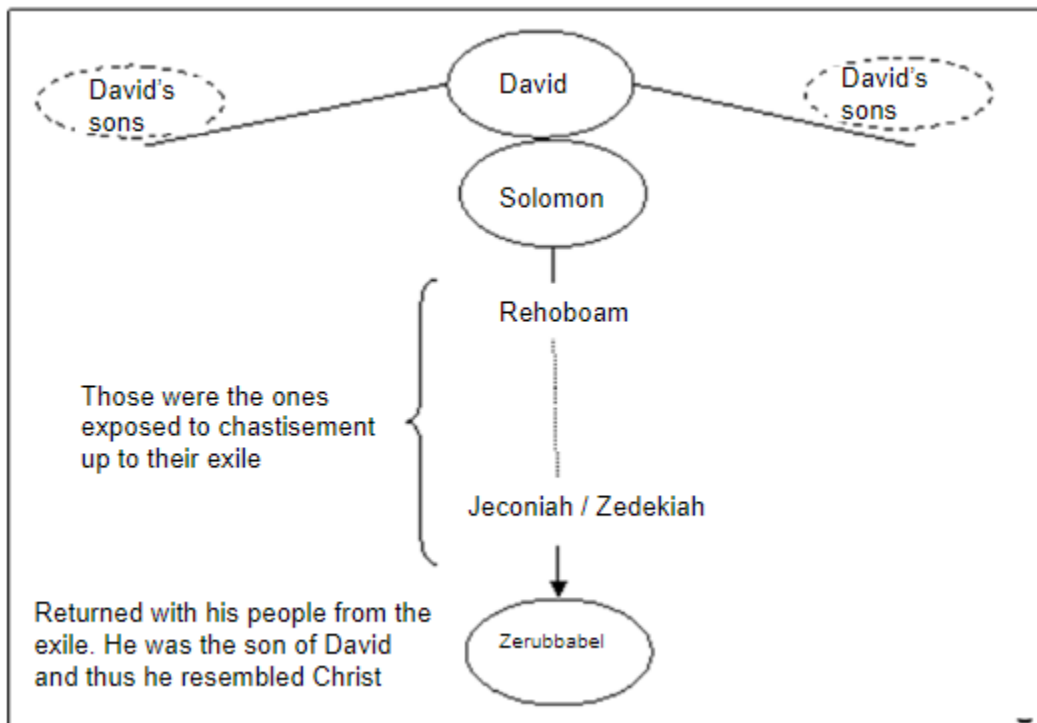 David's
sons
David
David's
sons
Solomon
Rehoboam
Those were the ones
exposed to chastisement
up to their exile
Jeconiah / Zedekiah
Returned with his people from the
exile. He was the son of David
and thus he resembled Christ
Zerubbabel